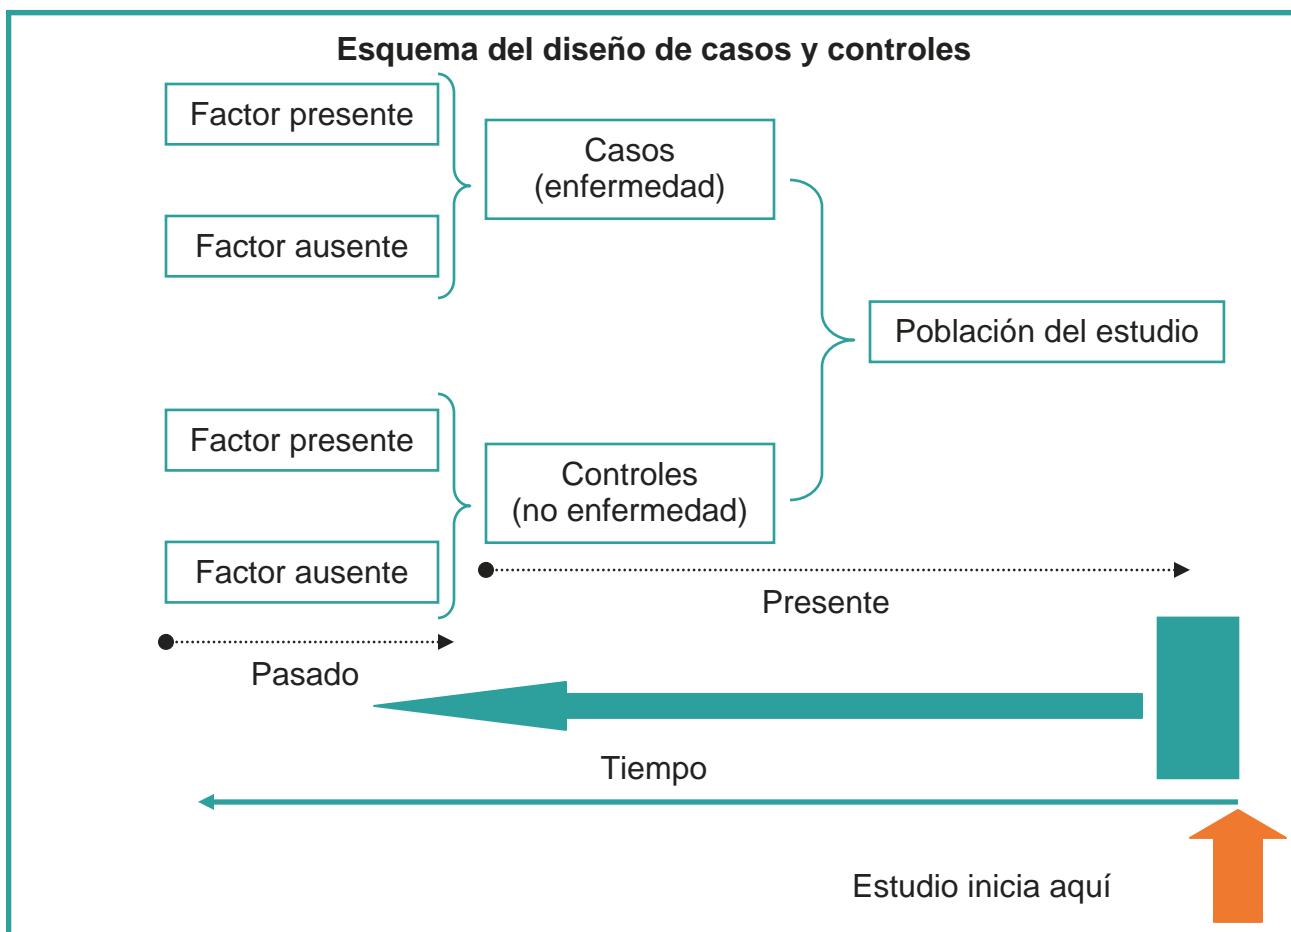 Esquema del diseño de casos y controles
Factor presente
Factor ausente
Casos
(enfermedad)
Población del estudio
Factor presente
Factor ausente
Controles
(no enfermedad)
Presente
Pasado
Tiempo
Estudio inicia aquí